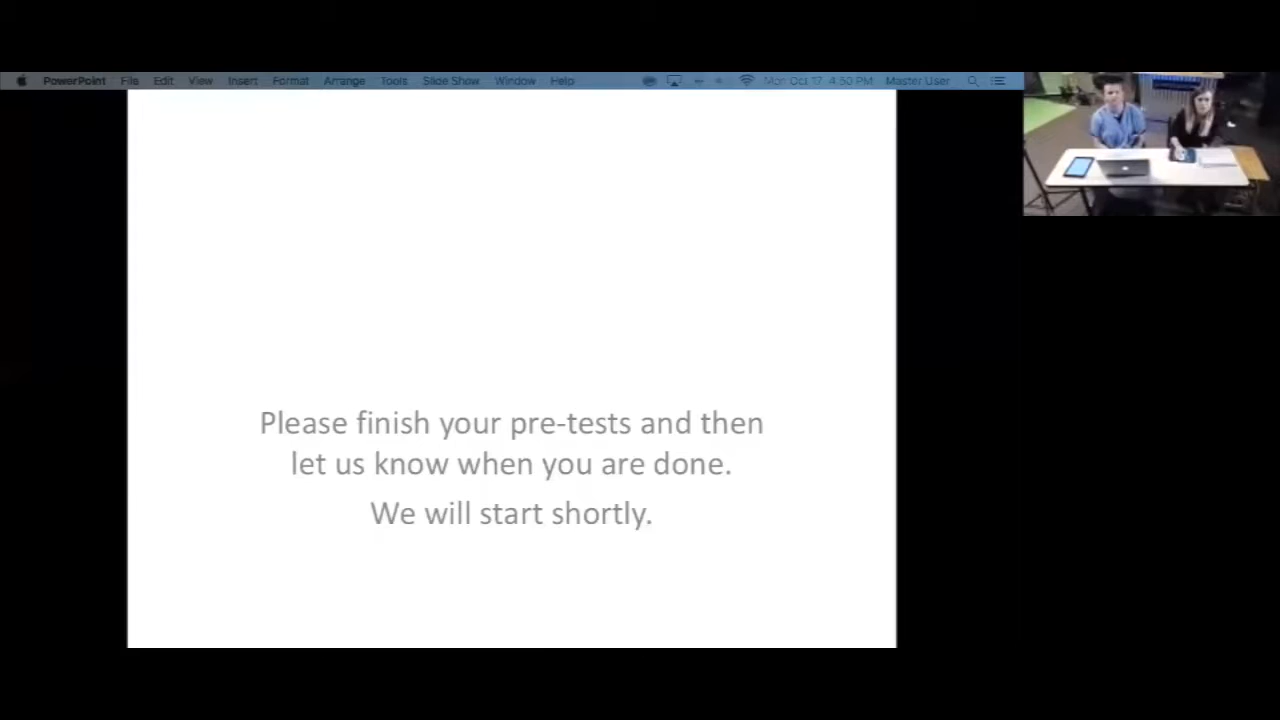 PowerPoint File Edit View Insert Format Arrange Tools Slide Show Window Help Mon Oct 17 4:50 PM Master User
Please finish your pre-tests and then
let us know when you are done.
We will start shortly.